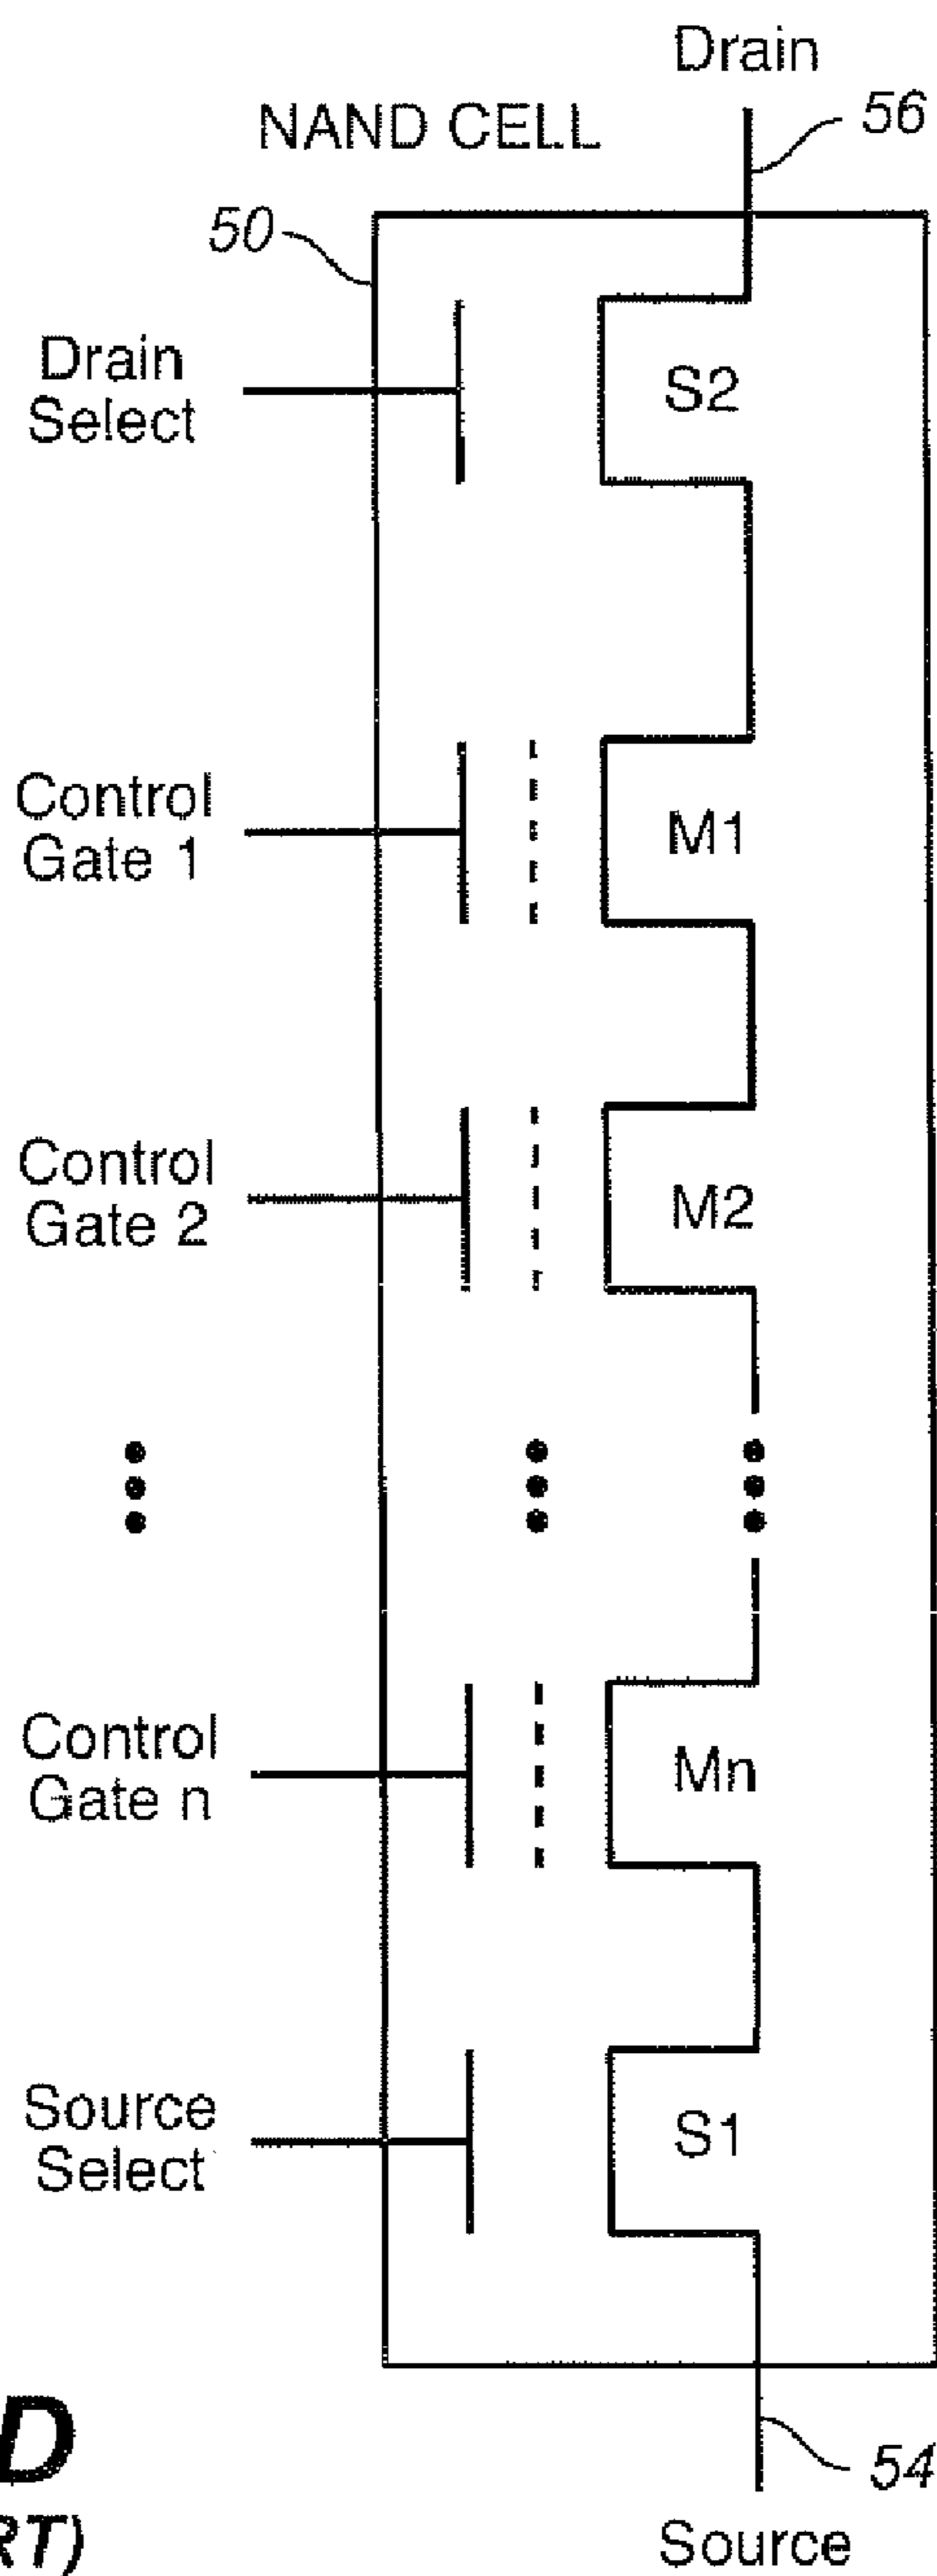 Drain
56
NAND CELL
50
Drain
Select
S2
Control
Gate 1
M1
Control
Gate 2
M2
Control
Gate n
Mn
Source
Select
S1
54
Source